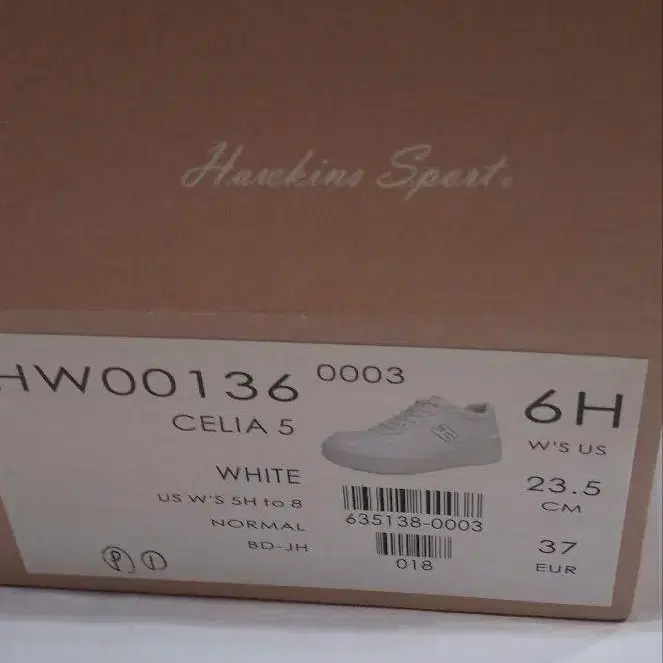 Hawkins Sport.
HW00136 0003
CELIA 5
WHITE
US W'S 5H to 8
NORMAL
BD-JH
P D
635138-0003
018
6H
W'S US
23.5
CM
37
EUR